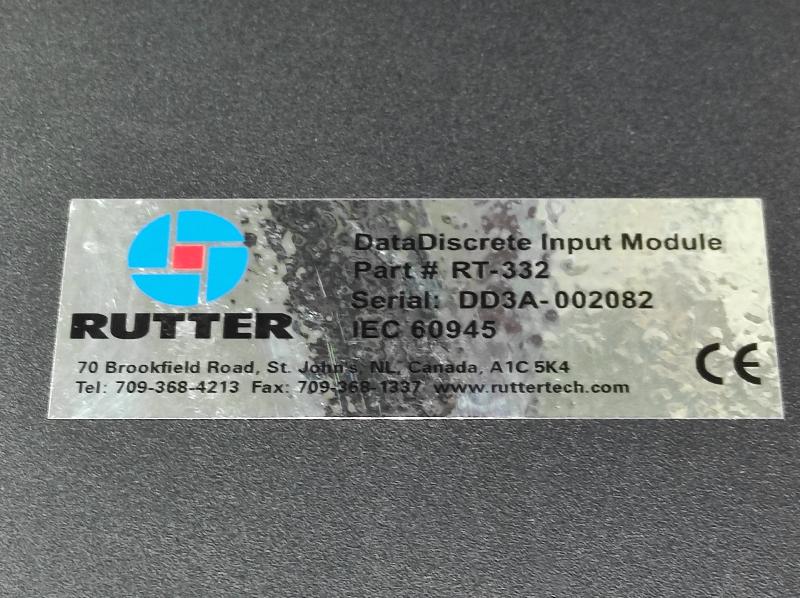 DataDiscrete Input Module
Part # RT-332
Serial: DD3A-002082
IEC 60945
RUTTER
70 Brookfield Road, St. John's, NL, Canada, A1C 5K4
Tel: 709-368-4213 Fax: 709-368-1337 www.ruttertech.com
CE